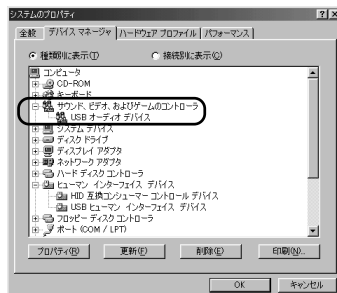 システムのプロパティ
全般 デバイス マネージャ ハードウェア プロファイル パフォーマンス
種類別に表示(T) 接続別に表示(C)
コンピュータ
CD-ROM
キーボード
サウンド、ビデオ、およびゲームのコントローラ
USB オーディオ デバイス
システム デバイス
ディスク ドライブ
ディスプレイ アダプタ
ネットワーク アダプタ
ハード ディスク コントローラ
ヒューマン インターフェイス デバイス
HID 互換コンシューマー コントロール デバイス
USB ヒューマン インターフェイス デバイス
フロッピー ディスク コントローラ
ポート (COM / LPT)
プロパティ(R) 更新(F) 削除(E) 印刷(N)...
OK キャンセル